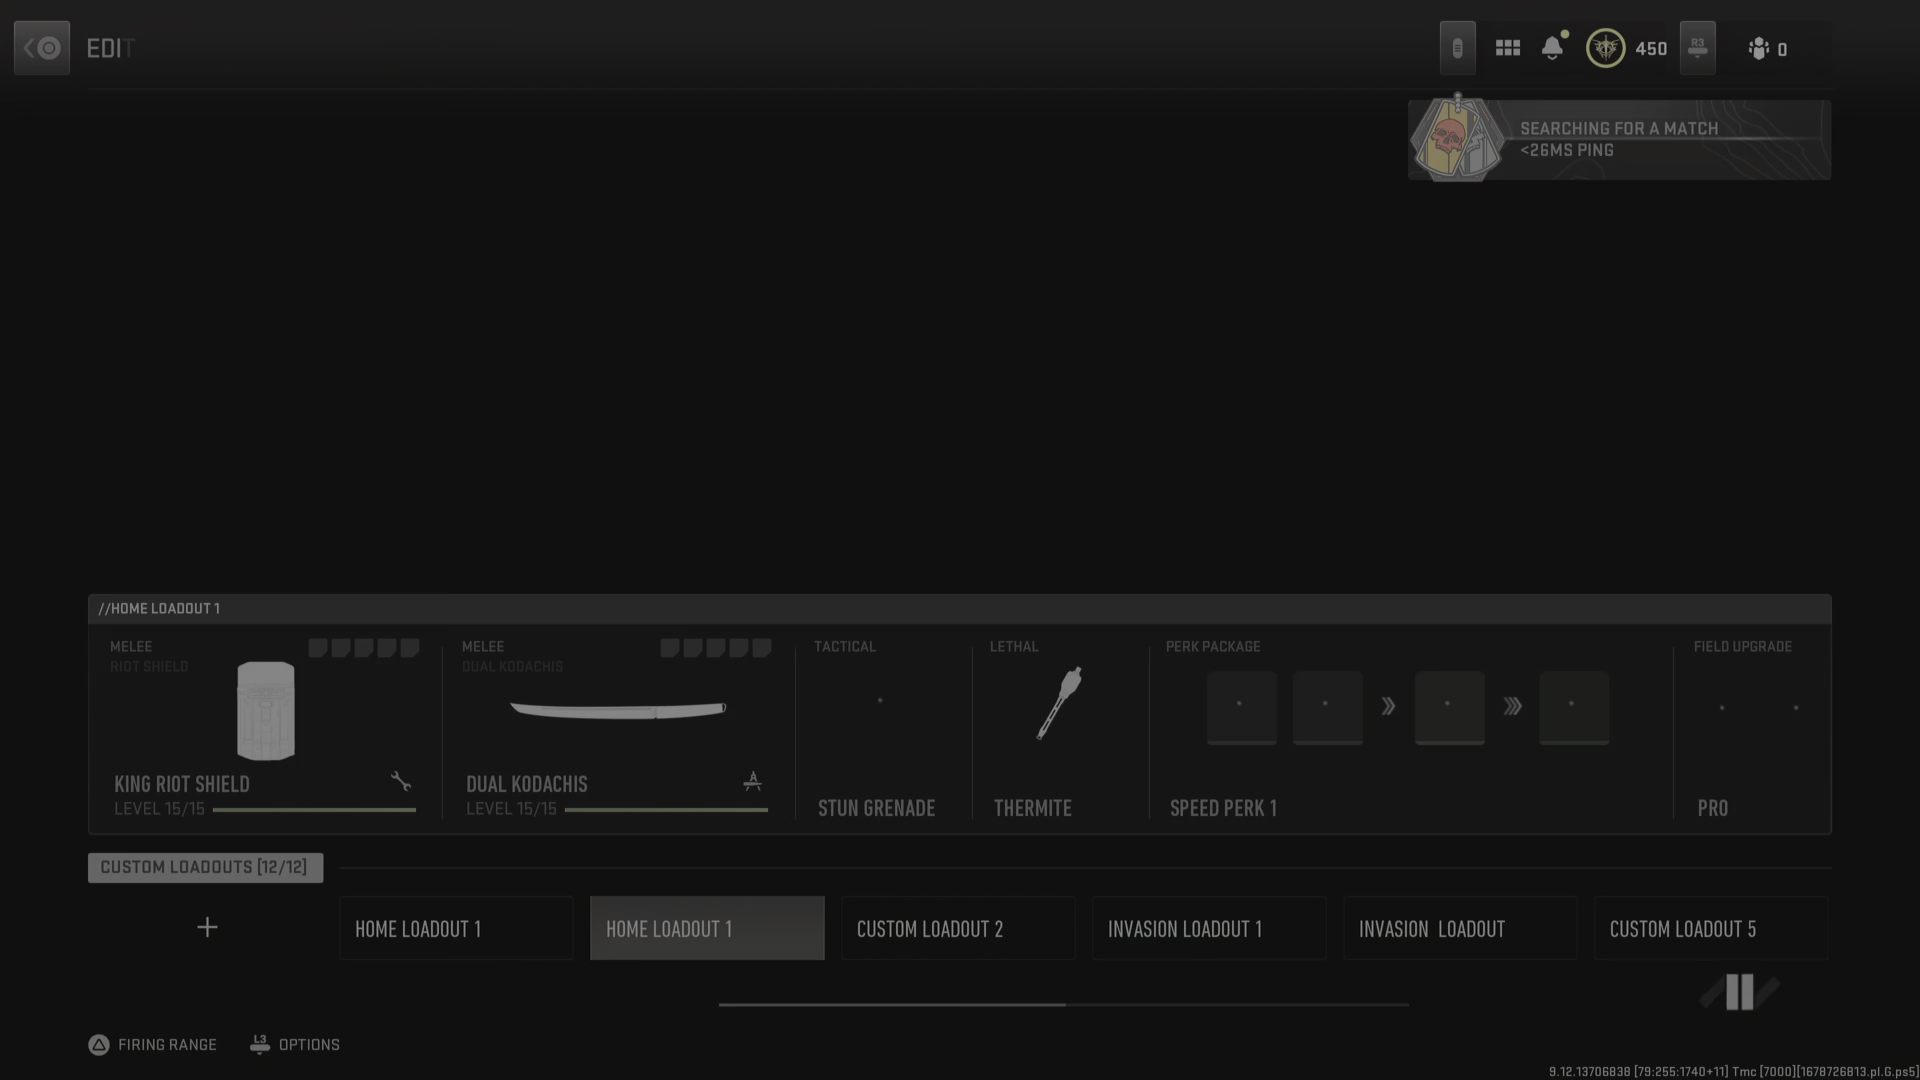 EDIT
450
R3
0
SEARCHING FOR A MATCH
<26MS PING
//HOME LOADOUT 1
MELEE
RIOT SHIELD
KING RIOT SHIELD
LEVEL 15/15
MELEE
DUAL KODACHIS
DUAL KODACHIS
LEVEL 15/15
TACTICAL
STUN GRENADE
LETHAL
THERMITE
PERK PACKAGE
SPEED PERK 1
FIELD UPGRADE
PRO
CUSTOM LOADOUTS [12/12]
+
HOME LOADOUT 1
HOME LOADOUT 1
CUSTOM LOADOUT 2
INVASION LOADOUT 1
INVASION  LOADOUT
CUSTOM LOADOUT 5
FIRING RANGE
L3
OPTIONS
9.12.13706838 [79:255:1740+11] Tmc [7000][1678726813.pl.G.ps5]